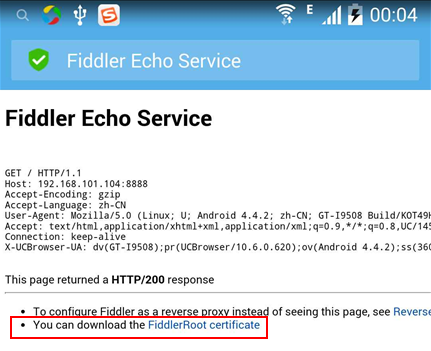 E 00:04
Fiddler Echo Service
Fiddler Echo Service
GET / HTTP/1.1
Host: 192.168.101.104:8888
Accept-Encoding: gzip
Accept-Language: zh-CN
User-Agent: Mozilla/5.0 (Linux; U; Android 4.4.2; zh-CN; GT-I9508 Build/KOT49H
Accept: text/html,application/xhtml+xml,application/xml;q=0.9,*/*;q=0.8,UC/145
Connection: keep-alive
X-UCBrowser-UA: dv(GT-I9508);pr(UCBrowser/10.6.0.620);ov(Android 4.4.2);ss(360
This page returned a HTTP/200 response
• To configure Fiddler as a reverse proxy instead of seeing this page, see Reverse
• You can download the FiddlerRoot certificate